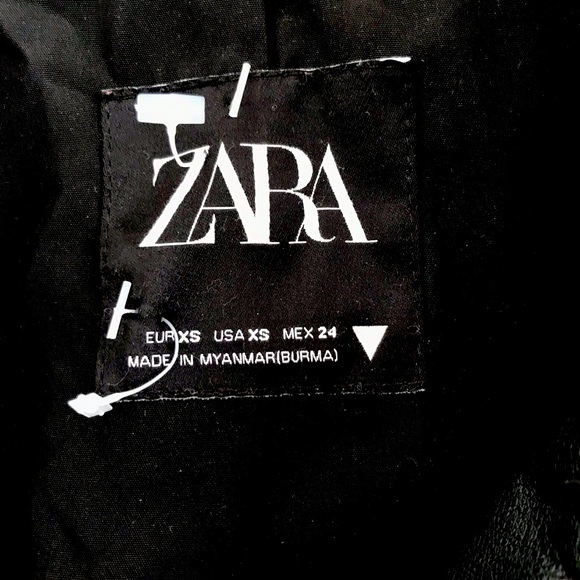 ZARA
EUR XS USA XS MEX 24
MADE IN MYANMAR(BURMA)